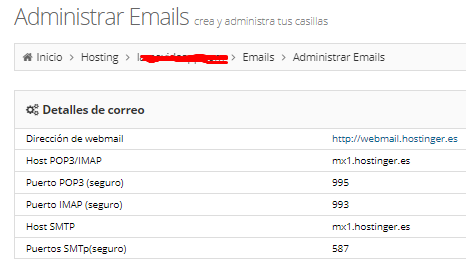 Administrar Emails crea y administra tus casillas
Inicio > Hosting > > Emails > Administrar Emails
Detalles de correo
Dirección de webmail http://webmail.hostinger.es
Host POP3/IMAP mx1.hostinger.es
Puerto POP3 (seguro) 995
Puerto IMAP (seguro) 993
Host SMTP mx1.hostinger.es
Puertos SMTp(seguro) 587